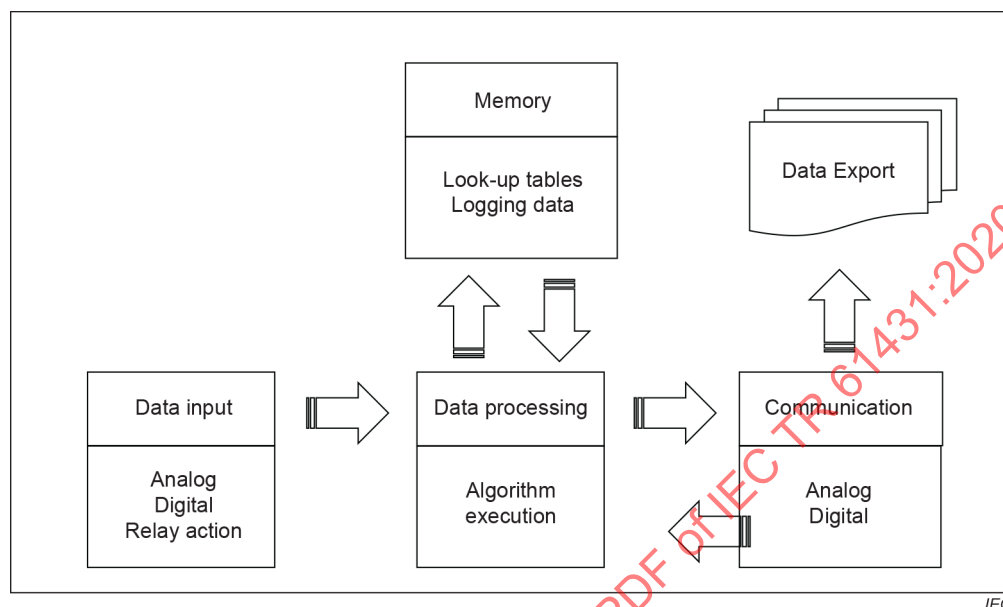 Memory
Look-up tables
Logging data
Data Export
Data input
Analog
Digital
Relay action
Data processing
Algorithm
execution
Communication
Analog
Digital
PDF of IEC TR 61431:2020